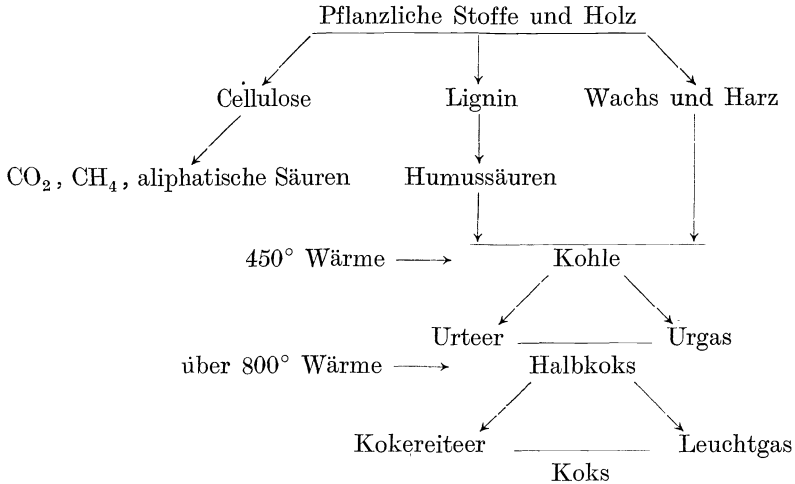 Pflanzliche Stoffe und Holz
Cellulose Lignin Wachs und Harz
CO₂, CH₄, aliphatische Säuren Humussäuren
450° Wärme Kohle
Urteer Urgas
über 800° Wärme Halbkoks
Kokereiteer Leuchtgas
Koks